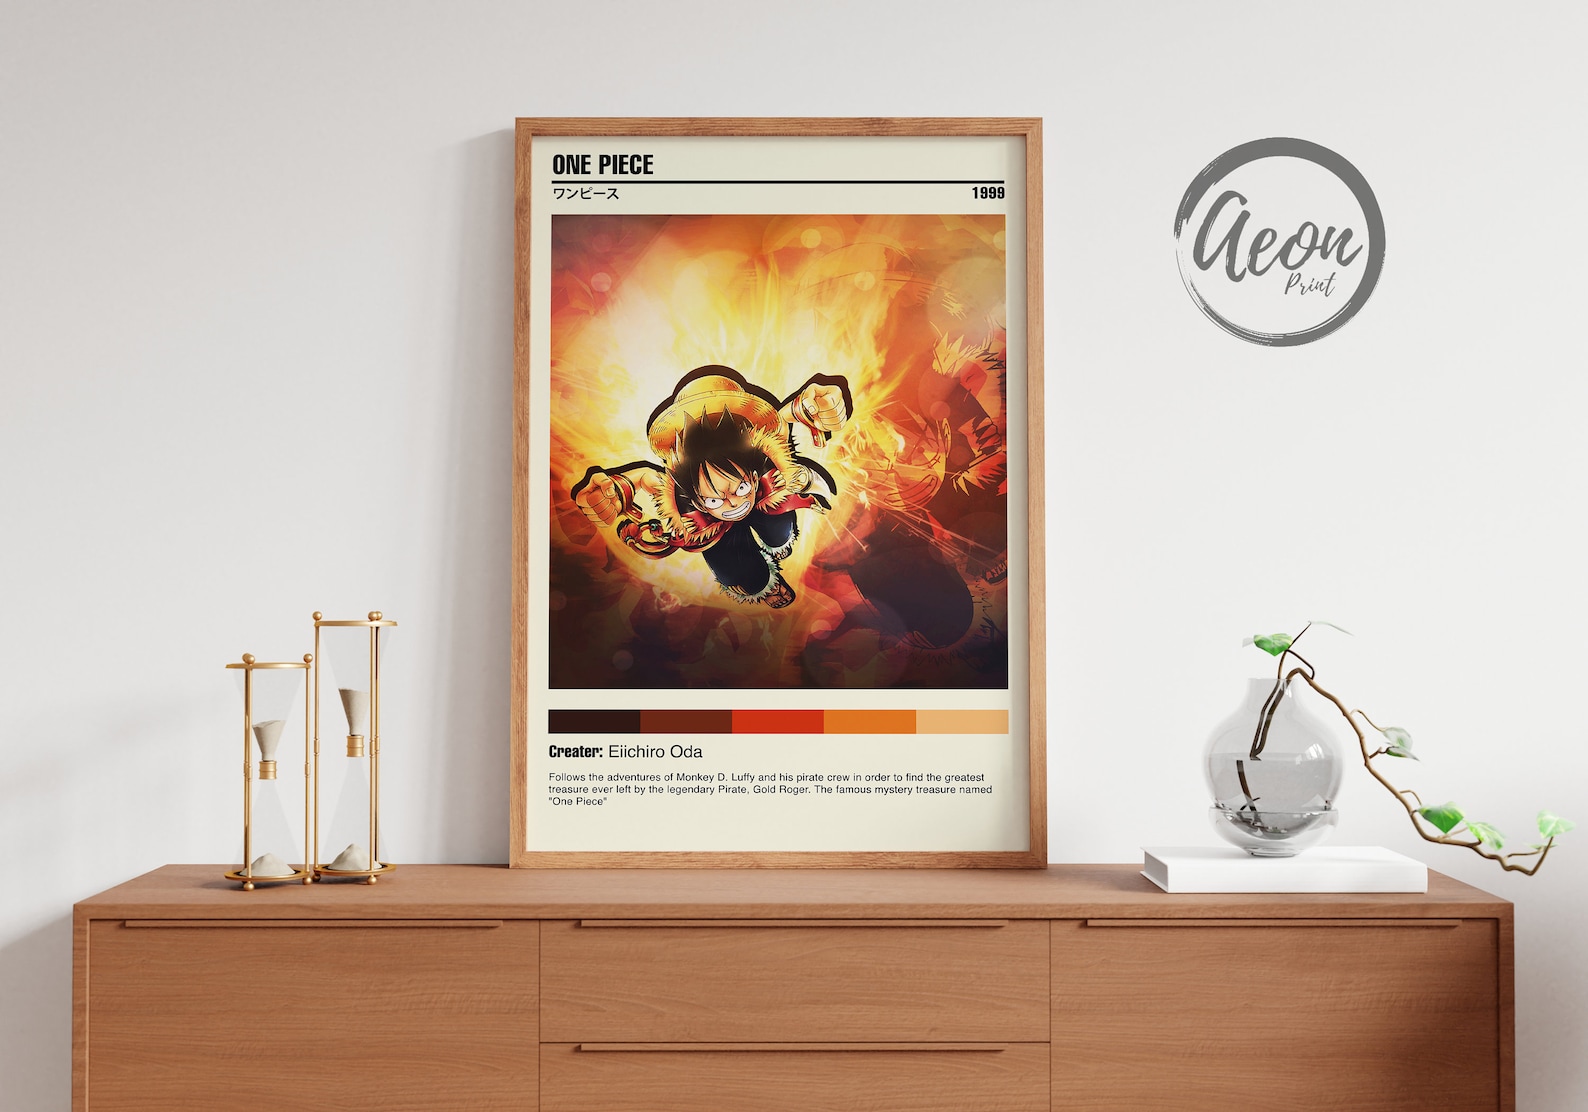 ONE PIECE
ワンピース
1999
Aeon
Print
Creater: Eiichiro Oda
Follows the adventures of Monkey D. Luffy and his pirate crew in order to find the greatest
treasure ever left by the legendary Pirate, Gold Roger. The famous mystery treasure named
"One Piece"